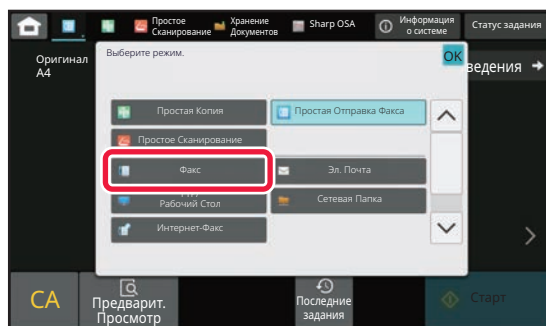 Простое
Сканирование
Хранение
Документов
Sharp OSA
Информация
о системе
Статус задания
Оригинал
A4
Выберите режим.
OK
ведения
Простая Копия
Простая Отправка Факса
Простое Сканирование
Факс
Эл. Почта
Рабочий Стол
Сетевая Папка
Интернет-Факс
CA
Предварит.
Просмотр
Последние
задания
Старт